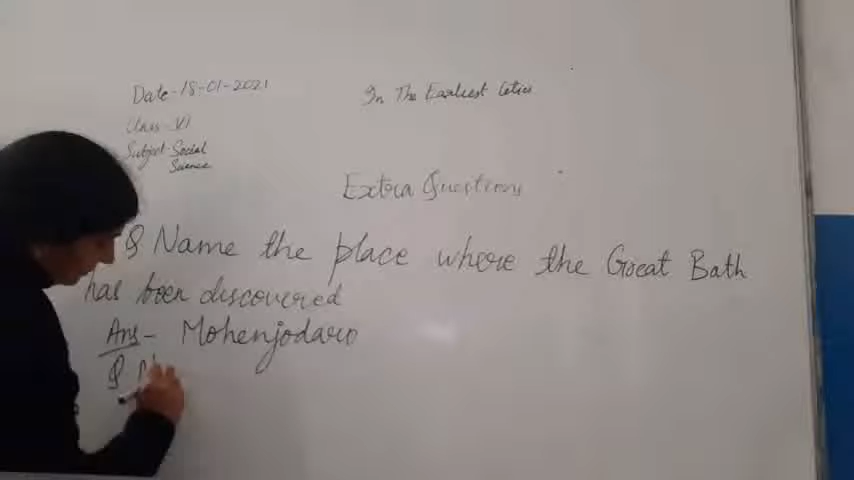 Date-18-01-2021
In The Earliest Cities
Class-VI
Subject-Social
Science
Extra Questions
Q Name the place where the Great Bath
has been discovered
Ans- Mohenjodaro
Q